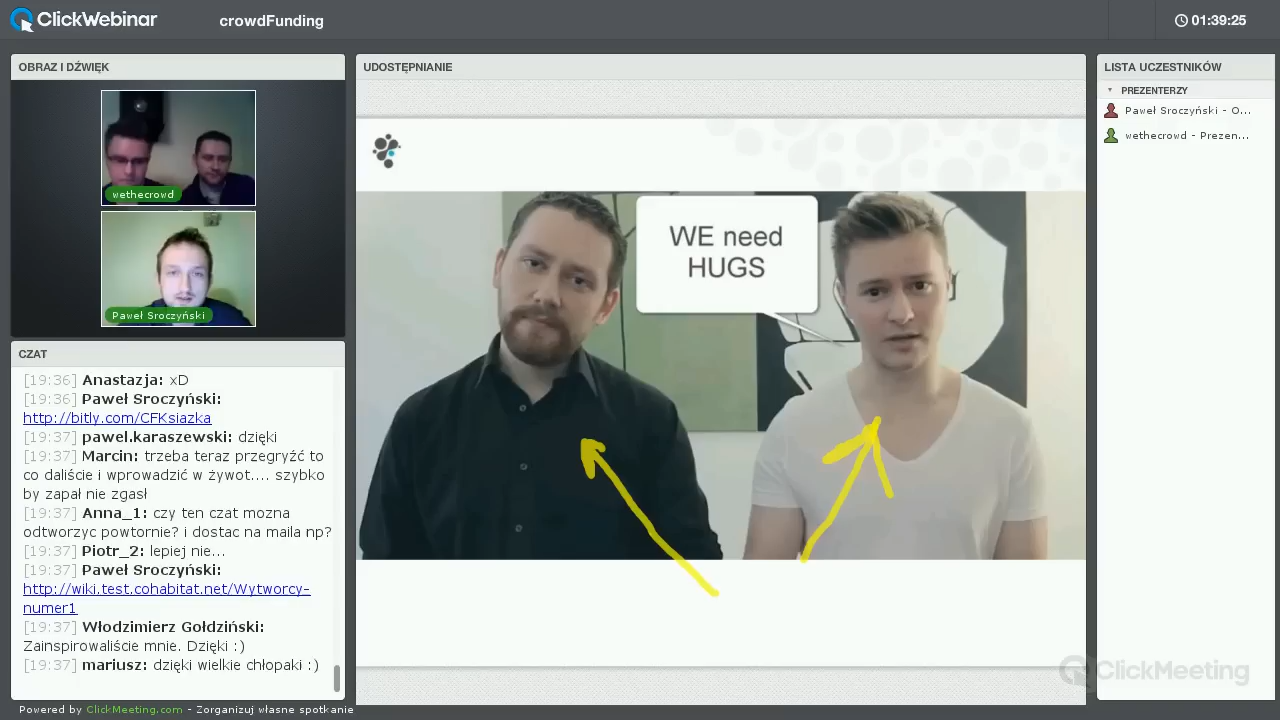 ClickWebinar
crowdFunding
01:39:25
OBRAZ I DŹWIĘK
wethecrowd
Paweł Sroczyński
CZAT
[19:36] Anastazja: xD
[19:36] Paweł Sroczyński:
http://bitly.com/CFKsiazka
[19:37] pawel.karaszewski: dzięki
[19:37] Marcin: trzeba teraz przegryźć to
co daliście i wprowadzić w żywot.... szybko
by zapał nie zgasł
[19:37] Anna_1: czy ten czat mozna
odtworzyc powtornie? i dostac na maila np?
[19:37] Piotr_2: lepiej nie...
[19:37] Paweł Sroczyński:
http://wiki.test.cohabitat.net/Wytworcy-
numer1
[19:37] Włodzimierz Gołdziński:
Zainspirowaliście mnie. Dzięki :)
[19:37] mariusz: dzięki wielkie chłopaki :)
Powered by ClickMeeting.com - Zorganizuj własne spotkanie
UDOSTĘPNIANIE
WE need
HUGS
LISTA UCZESTNIKÓW
PREZENTERZY
Paweł Sroczyński - O...
wethecrowd - Prezen...
ClickMeeting